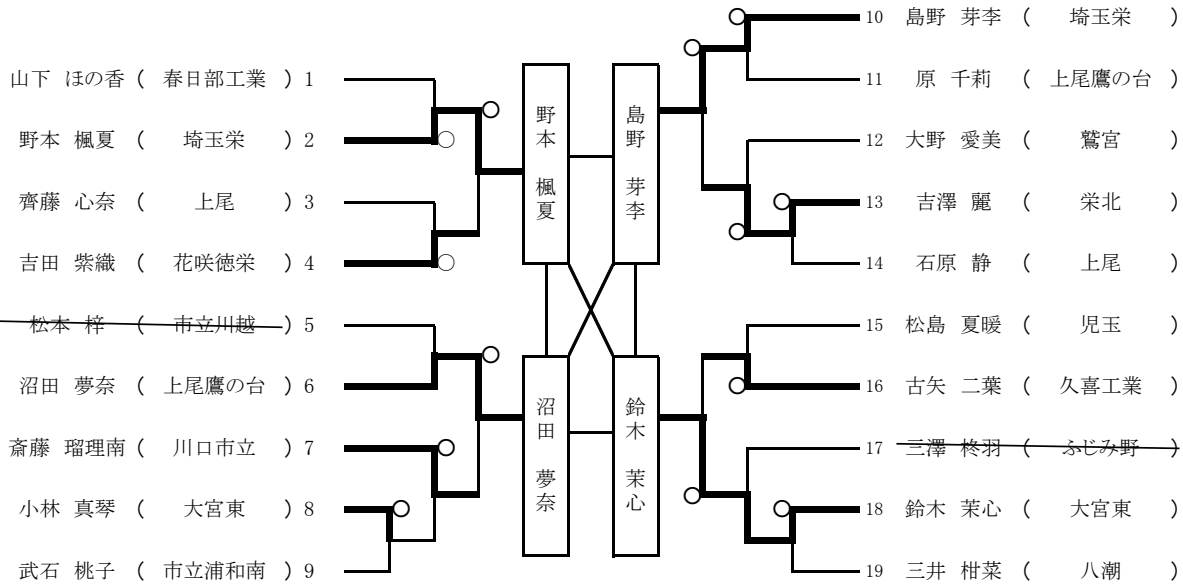 山下 ほの香 ( 春日部工業 ) 1
野本 楓夏 ( 埼玉栄 ) 2
齊藤 心奈 ( 上尾 ) 3
吉田 紫織 ( 花咲徳栄 ) 4
松本 梓 ( 市立川越 ) 5
沼田 夢奈 ( 上尾鷹の台 ) 6
斎藤 瑠理南 ( 川口市立 ) 7
小林 真琴 ( 大宮東 ) 8
武石 桃子 ( 市立浦和南 ) 9
野本 楓夏
島野 芽李
沼田 夢奈
鈴木 茉心
10 島野 芽李 ( 埼玉栄 )
11 原 千莉 ( 上尾鷹の台 )
12 大野 愛美 ( 鷲宮 )
13 吉澤 麗 ( 栄北 )
14 石原 静 ( 上尾 )
15 松島 夏暖 ( 児玉 )
16 古矢 二葉 ( 久喜工業 )
17 三澤 柊羽 ( ふじみ野 )
18 鈴木 茉心 ( 大宮東 )
19 三井 柑菜 ( 八潮 )